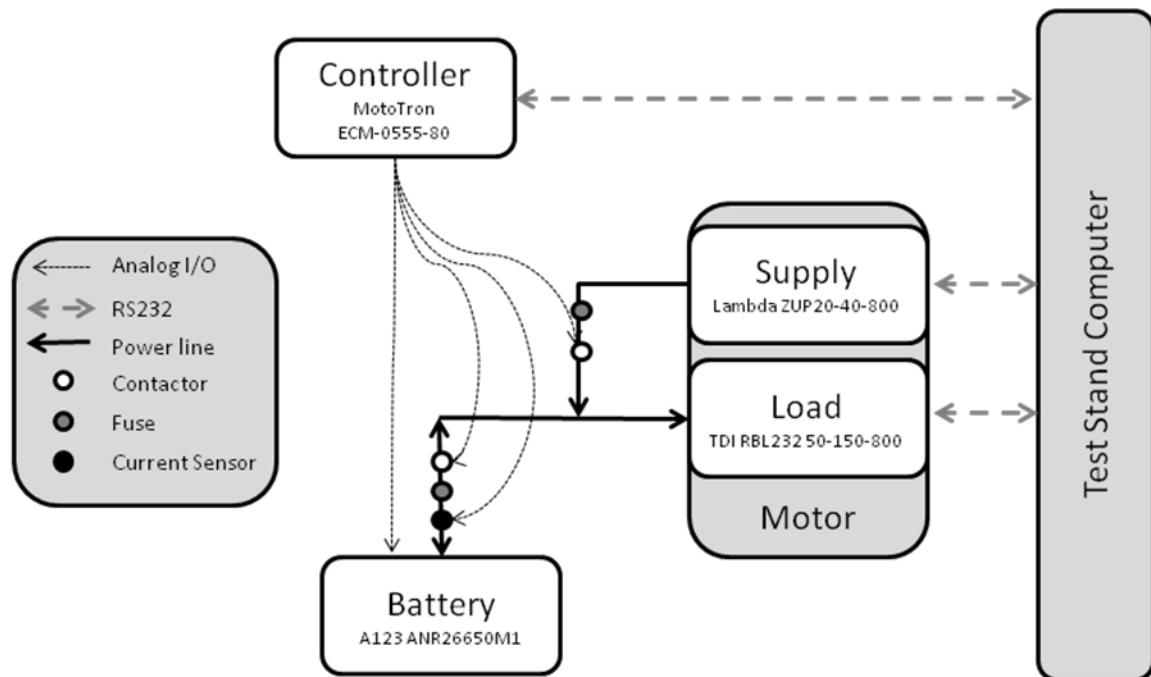 Controller
MotoTron
ECM-0555-80
Analog I/O
RS232
Power line
Contactor
Fuse
Current Sensor
Supply
Lambda ZUP20-40-800
Load
TDI RBL232 50-150-800
Motor
Battery
A123 ANR26650M1
Test Stand Computer